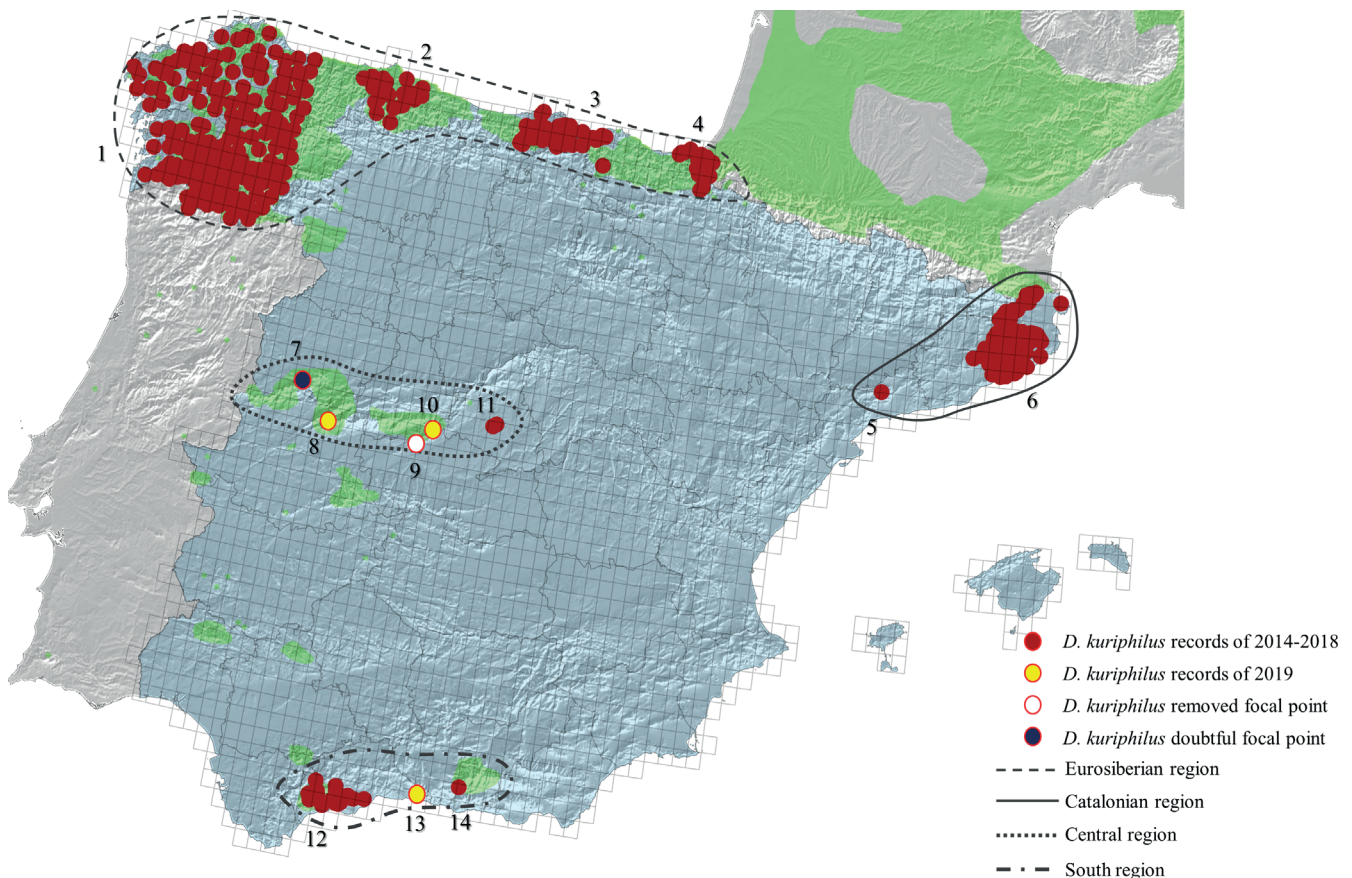 1
2
3
4
5
6
7
8
9
10
11
12
13
14
D. kuriphilus records of 2014-2018
D. kuriphilus records of 2019
D. kuriphilus removed focal point
D. kuriphilus doubtful focal point
Eurosiberian region
Catalonian region
Central region
South region